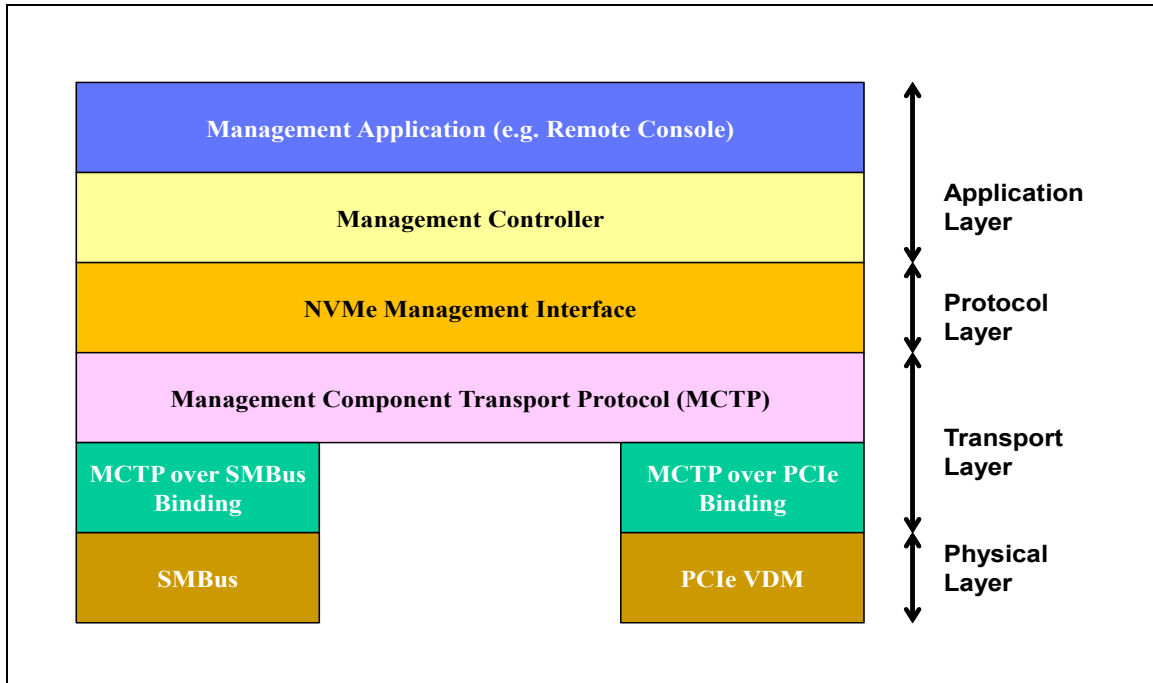 Management Application (e.g. Remote Console)
Management Controller
Application
Layer
NVMe Management Interface
Protocol
Layer
Management Component Transport Protocol (MCTP)
MCTP over SMBus
Binding
MCTP over PCIe
Binding
Transport
Layer
SMBus
PCIe VDM
Physical
Layer